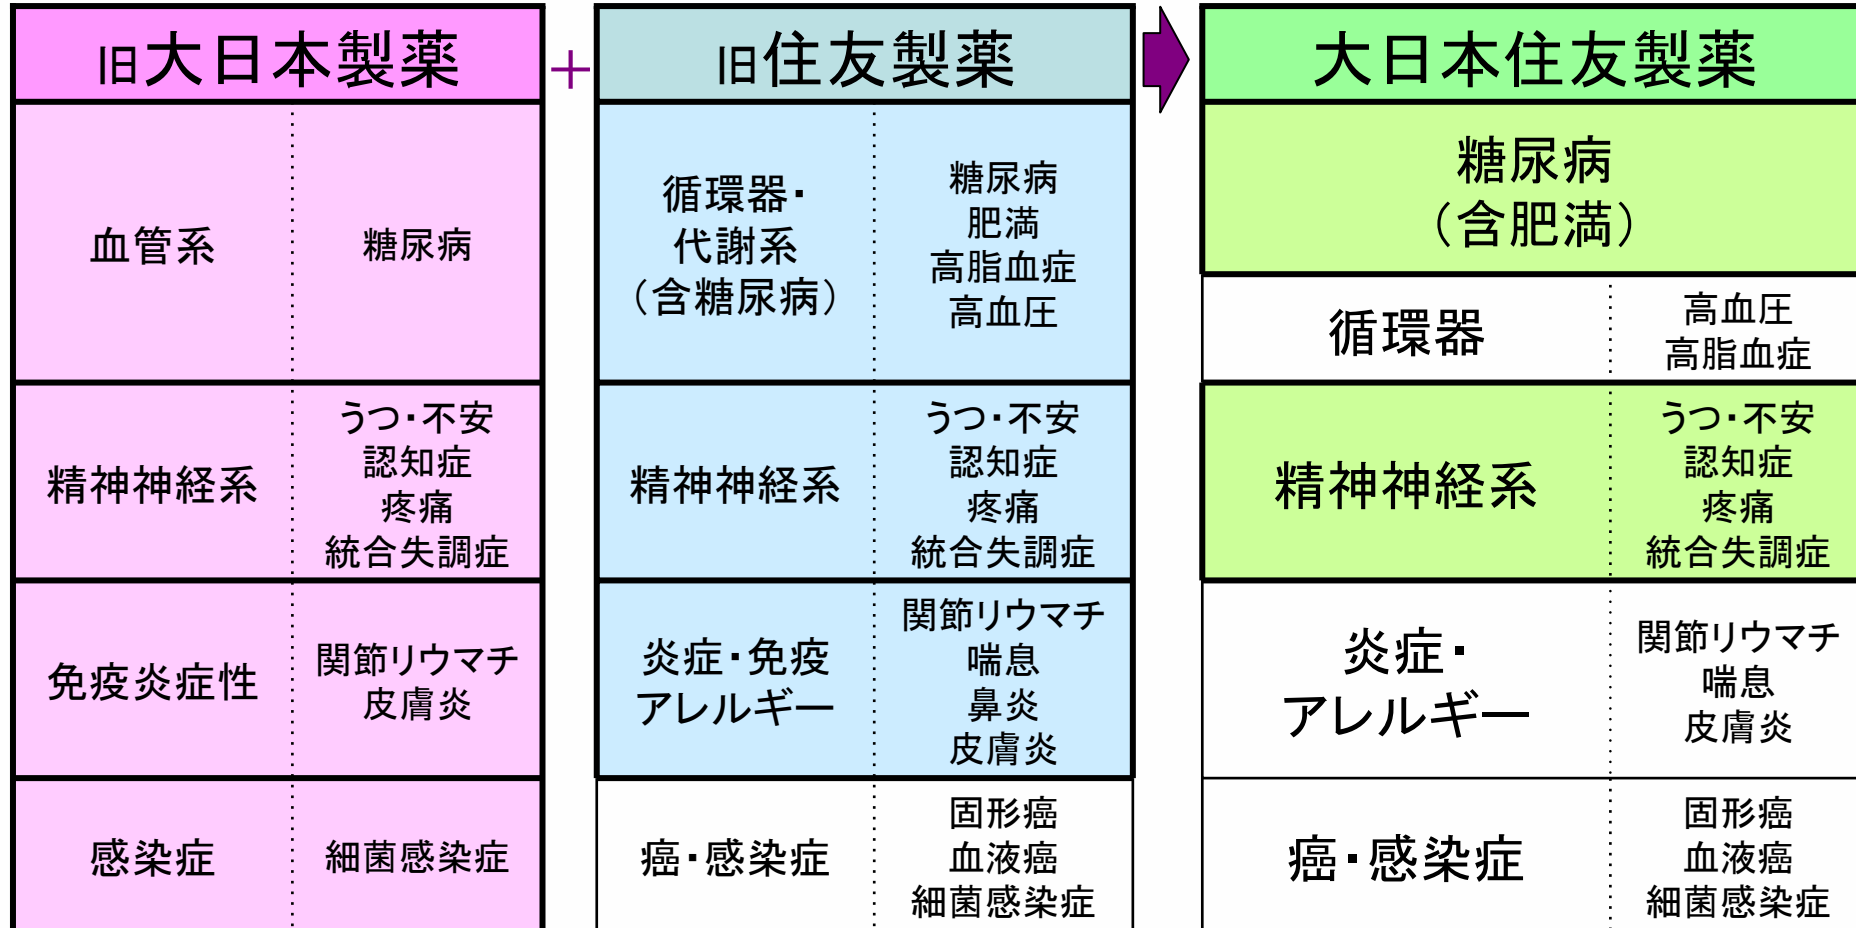 旧大日本製薬
+
旧住友製薬
大日本住友製薬
血管系
糖尿病
循環器・
代謝系
(含糖尿病)
糖尿病
肥満
高脂血症
高血圧
糖尿病
(含肥満)
循環器
高血圧
高脂血症
精神神経系
うつ・不安
認知症
疼痛
統合失調症
精神神経系
うつ・不安
認知症
疼痛
統合失調症
精神神経系
うつ・不安
認知症
疼痛
統合失調症
免疫炎症性
関節リウマチ
皮膚炎
炎症・免疫
アレルギー
関節リウマチ
喘息
鼻炎
皮膚炎
炎症・
アレルギー
関節リウマチ
喘息
皮膚炎
感染症
細菌感染症
癌・感染症
固形癌
血液癌
細菌感染症
癌・感染症
固形癌
血液癌
細菌感染症